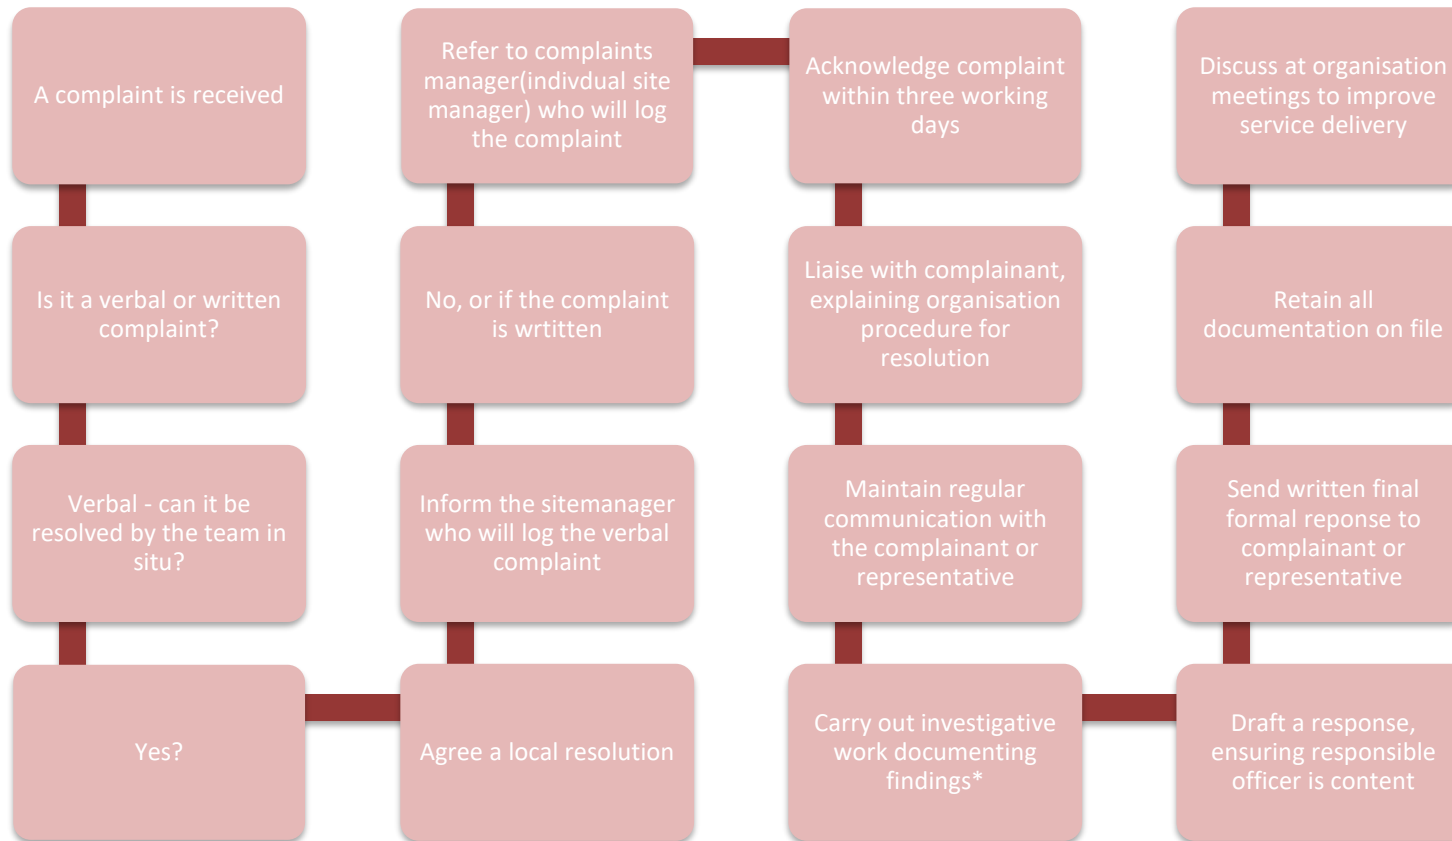 A complaint is received
Is it a verbal or written
complaint?
Verbal - can it be
resolved by the team in
situ?
Yes?
Agree a local resolution
Inform the sitemanager
who will log the verbal
complaint
No, or if the complaint
is wrtitten
Refer to complaints
manager(indivdual site
manager) who will log
the complaint
Acknowledge complaint
within three working
days
Liaise with complainant,
explaining organisation
procedure for
resolution
Maintain regular
communication with
the complainant or
representative
Carry out investigative
work documenting
findings*
Draft a response,
ensuring responsible
officer is content
Send written final
formal reponse to
complainant or
representative
Retain all
documentation on file
Discuss at organisation
meetings to improve
service delivery